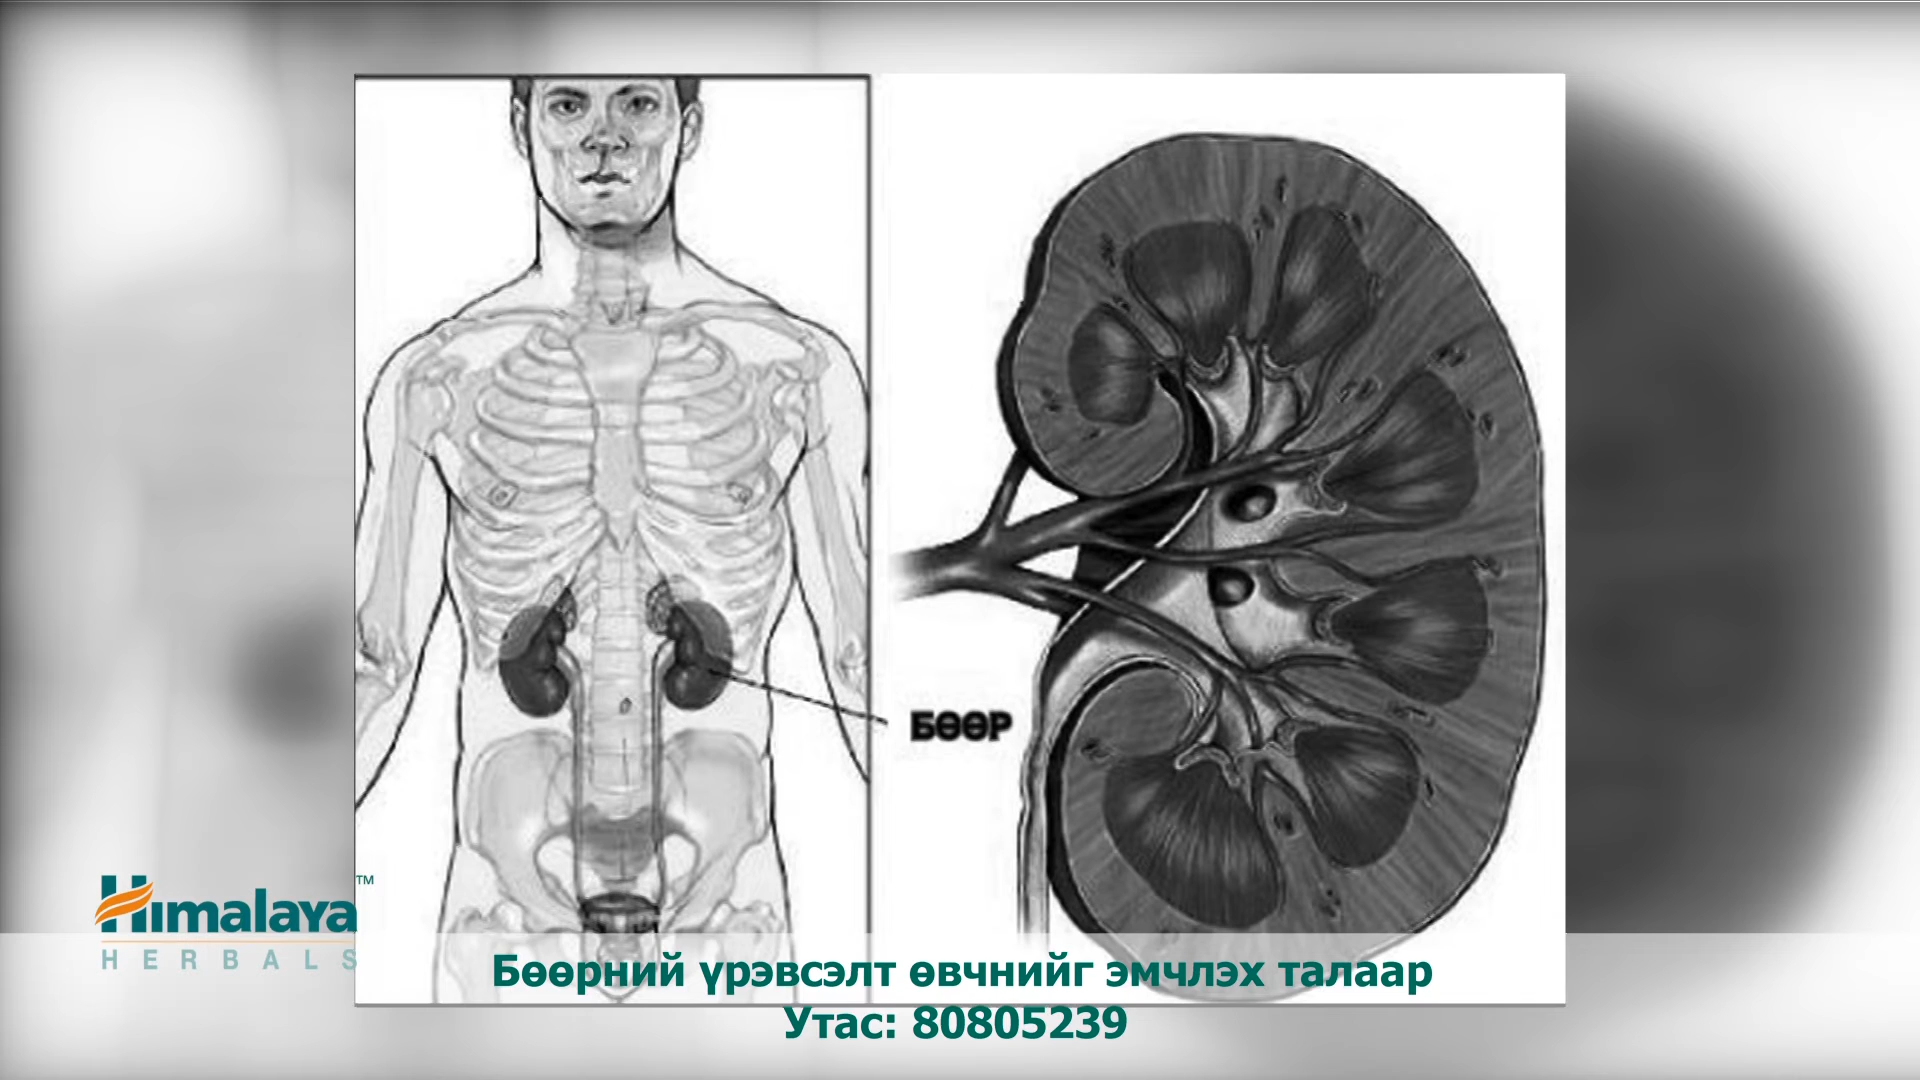 БӨӨР
Himalaya™
HERBALS
Бөөрний үрэвсэлт өвчнийг эмчлэх талаар
Утас: 80805239